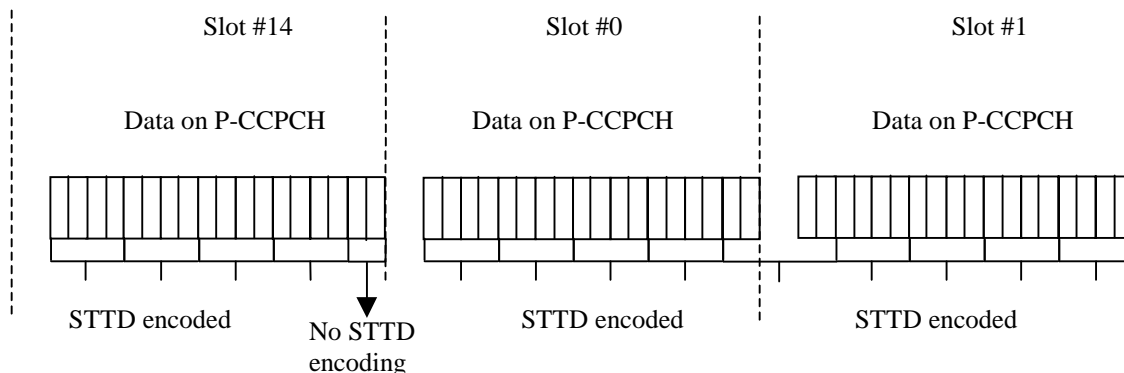 Slot #14
Slot #0
Slot #1
Data on P-CCPCH
Data on P-CCPCH
Data on P-CCPCH
STTD encoded
No STTD
encoding
STTD encoded
STTD encoded